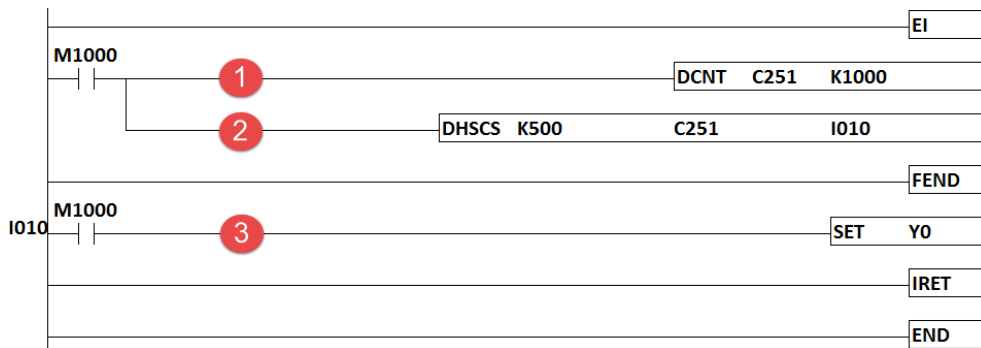 EI
M1000
1 DCNT C251 K1000
2 DHSCS K500 C251 I010
FEND
M1000
I010 3 SET Y0
IRET
END